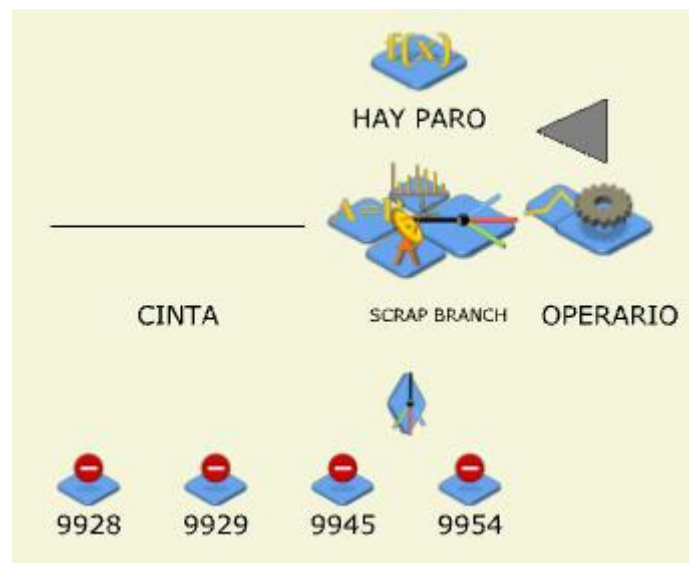 f(x)
HAY PARO
CINTA
SCRAP BRANCH
OPERARIO
9928
9929
9945
9954